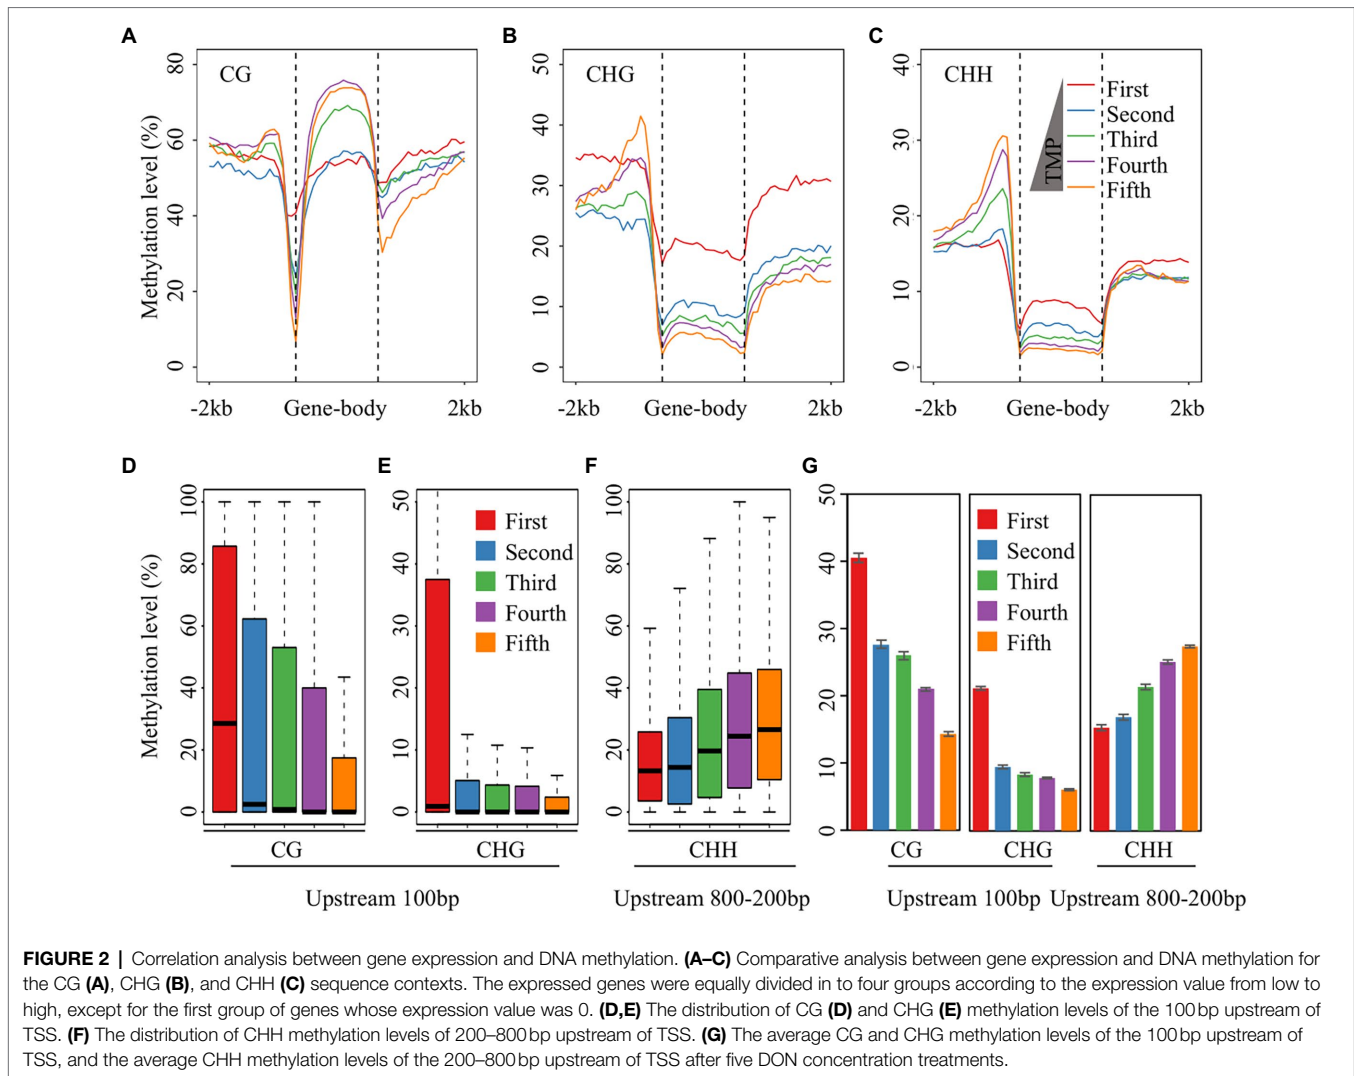 A
B
C
Methylation level (%)
0 20 40 60 80
CG
-2kb Gene-body 2kb
0 10 20 30 40 50
CHG
-2kb Gene-body 2kb
0 10 20 30 40
CHH
TMP
First
Second
Third
Fourth
Fifth
-2kb Gene-body 2kb
D
E
F
G
Methylation level (%)
0 20 40 60 80 100
CG
0 10 20 30 40 50
First
Second
Third
Fourth
Fifth
CHG
Upstream 100bp
0 20 40 60 80 100
CHH
Upstream 800-200bp
0 10 20 30 40 50
First
Second
Third
Fourth
Fifth
CG
CHG
CHH
Upstream 100bp Upstream 800-200bp
FIGURE 2 | Correlation analysis between gene expression and DNA methylation. (A–C) Comparative analysis between gene expression and DNA methylation for
the CG (A), CHG (B), and CHH (C) sequence contexts. The expressed genes were equally divided in to four groups according to the expression value from low to
high, except for the first group of genes whose expression value was 0. (D,E) The distribution of CG (D) and CHG (E) methylation levels of the 100 bp upstream of
TSS. (F) The distribution of CHH methylation levels of 200–800 bp upstream of TSS. (G) The average CG and CHG methylation levels of the 100 bp upstream of
TSS, and the average CHH methylation levels of the 200–800 bp upstream of TSS after five DON concentration treatments.